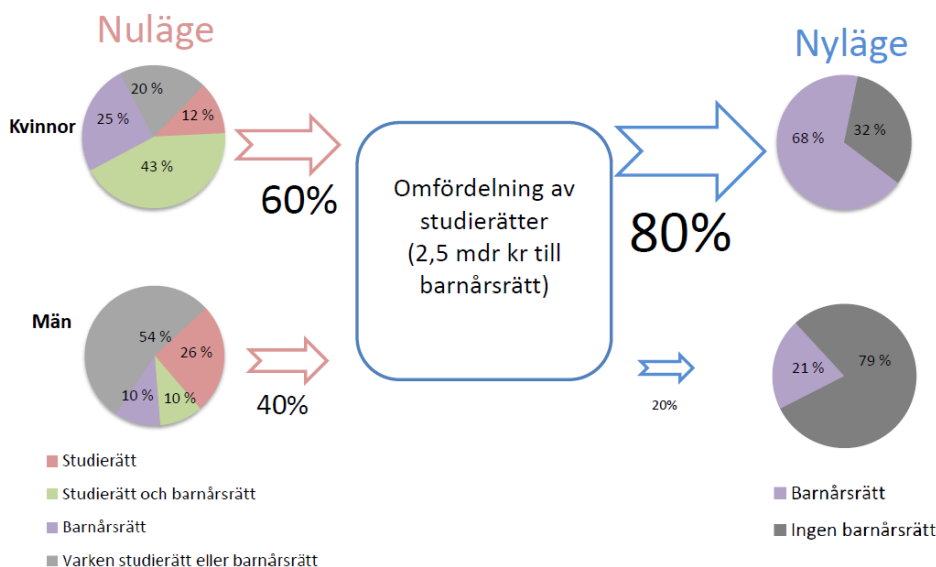 Nuläge
Nyläge
Kvinnor
20 %
12 %
25 %
43 %
60%
Omfördelning av
studierätter
(2,5 mdr kr till
barnårsrätt)
80%
68 %
32 %
Män
54 %
26 %
10 %
10 %
40%
20%
21 %
79 %
Studierätt
Studierätt och barnårsrätt
Barnårsrätt
Varken studierätt eller barnårsrätt
Barnårsrätt
Ingen barnårsrätt